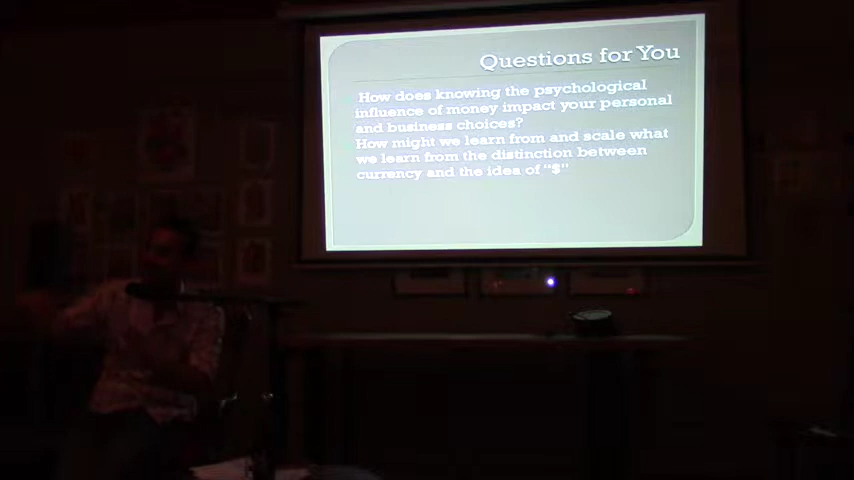 Questions for You
How does knowing the psychological
influence of money impact your personal
and business choices?
How might we learn from and scale what
we learn from the distinction between
currency and the idea of "$"